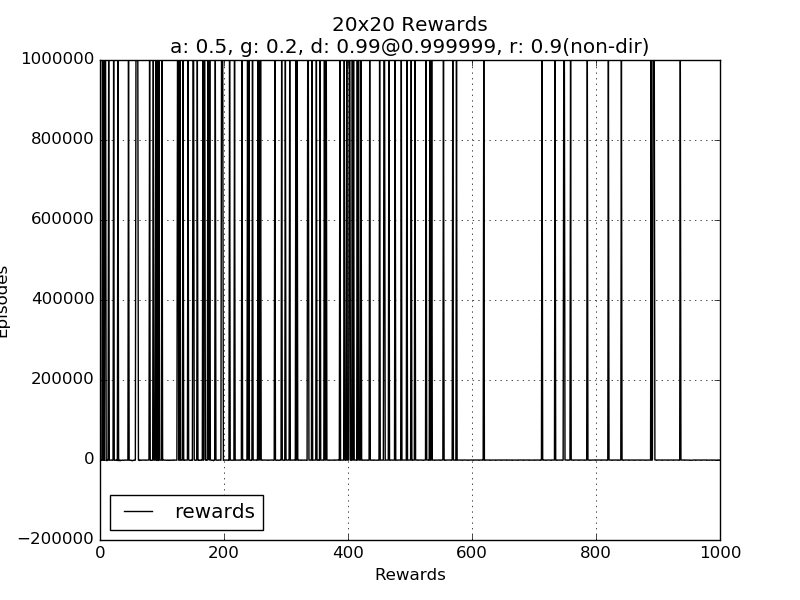 20x20 Rewards
a: 0.5, g: 0.2, d: 0.99@0.999999, r: 0.9(non-dir)
1000000
800000
600000
400000
200000
0
−200000
Episodes
rewards
0 200 400 600 800 1000
Rewards